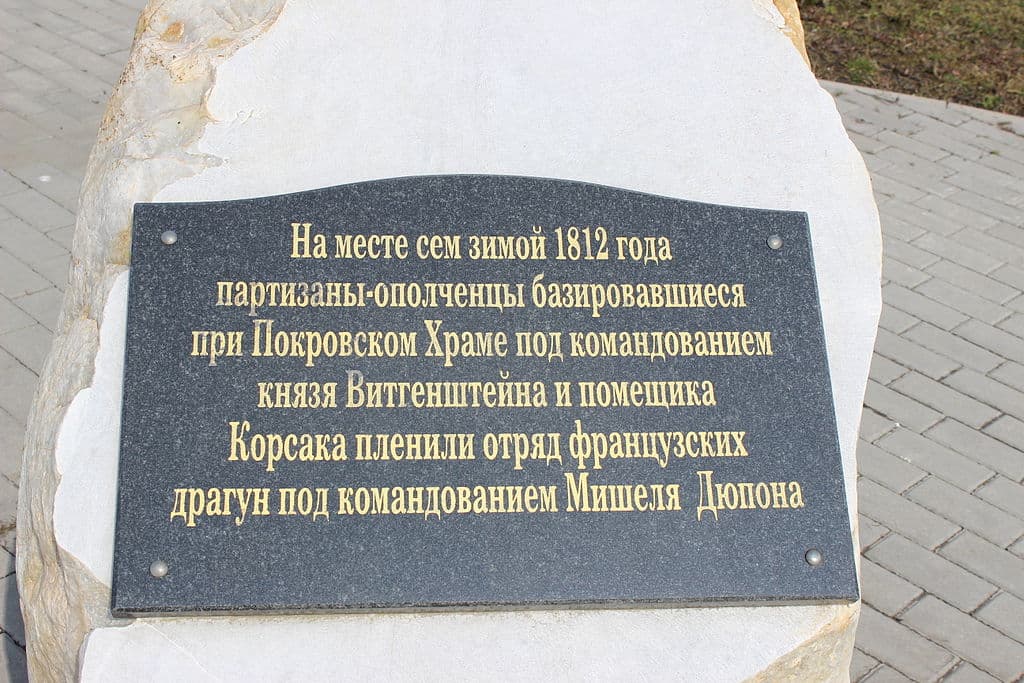 На месте сем зимой 1812 года
партизаны-ополченцы базировавшиеся
при Покровском Храме под командованием
князя Витгенштейна и помещика
Корсака пленили отряд французских
драгун под командованием Мишеля Дюпона